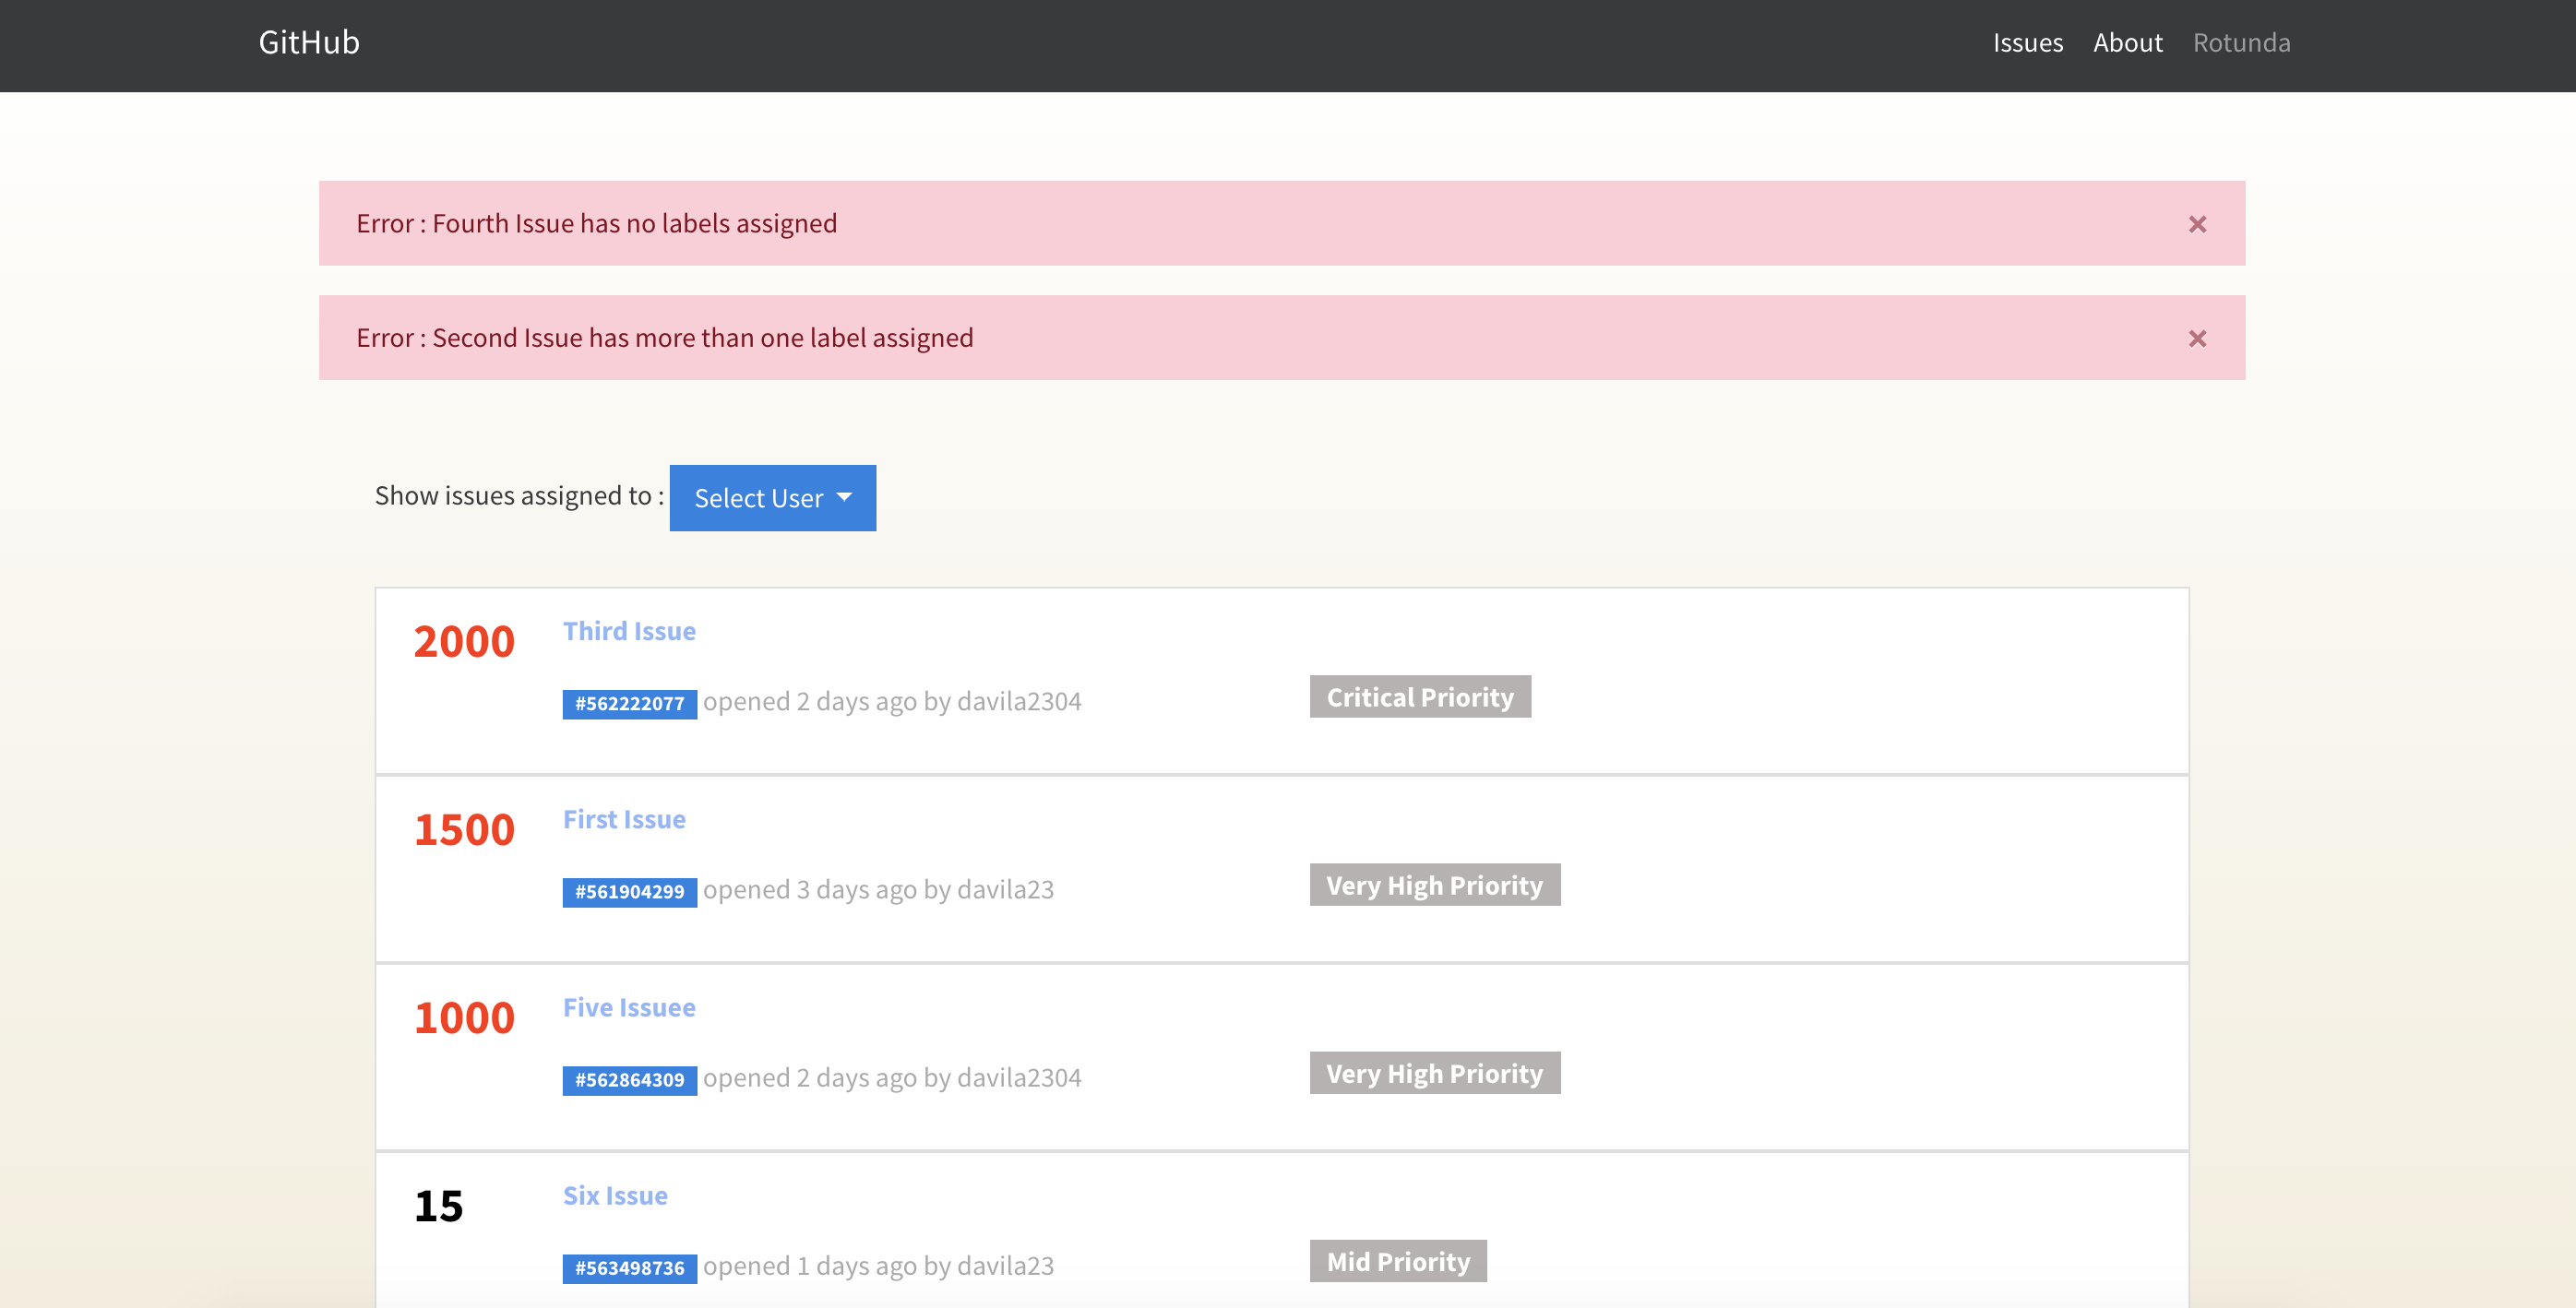 GitHub
Issues About Rotunda
Error : Fourth Issue has no labels assigned ×
Error : Second Issue has more than one label assigned ×
Show issues assigned to : Select User
2000 Third Issue
#562222077 opened 2 days ago by davila2304 Critical Priority
1500 First Issue
#561904299 opened 3 days ago by davila23 Very High Priority
1000 Five Issuee
#562864309 opened 2 days ago by davila2304 Very High Priority
15 Six Issue
#563498736 opened 1 days ago by davila23 Mid Priority